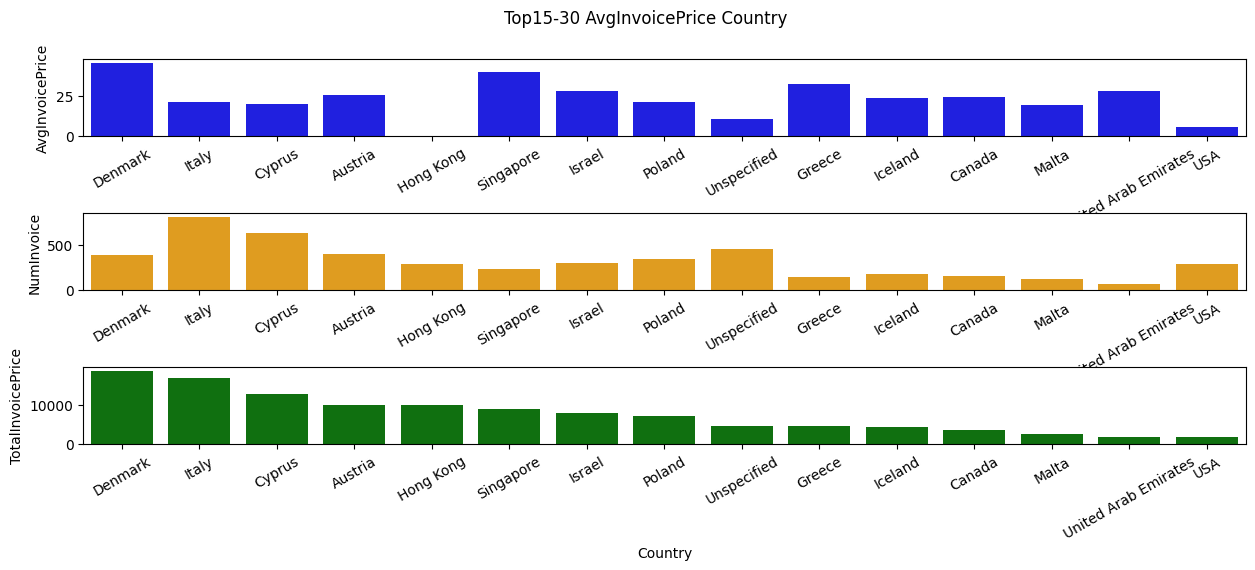 Top15-30 AvgInvoicePrice Country
AvgInvoicePrice
25
0
Denmark
Italy
Cyprus
Austria
Hong Kong
Singapore
Israel
Poland
Unspecified
Greece
Iceland
Canada
Malta
ited Arab Emirates
USA
NumInvoice
500
0
Denmark
Italy
Cyprus
Austria
Hong Kong
Singapore
Israel
Poland
Unspecified
Greece
Iceland
Canada
Malta
ited Arab Emirates
USA
TotalInvoicePrice
10000
0
Denmark
Italy
Cyprus
Austria
Hong Kong
Singapore
Israel
Poland
Unspecified
Greece
Iceland
Canada
Malta
United Arab Emirates
USA
Country